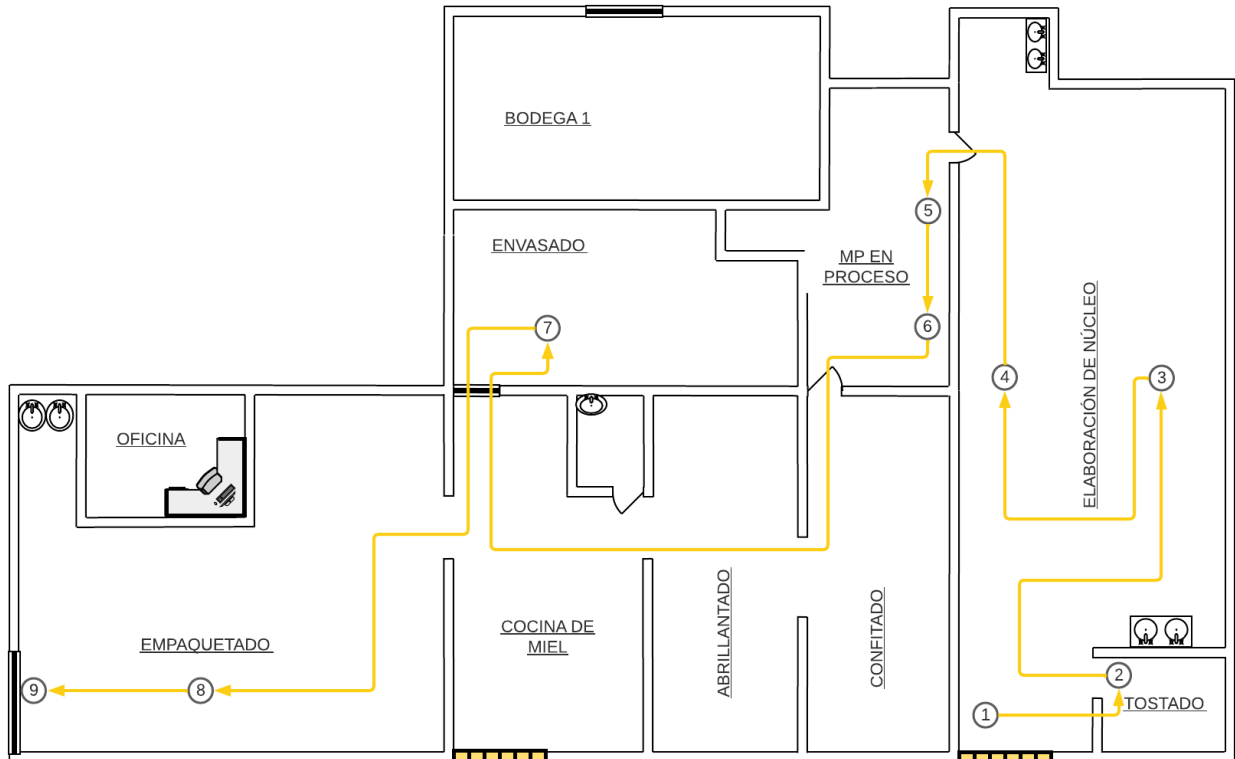 BODEGA 1
ENVASADO
5
MP EN
PROCESO
6
7
4
3
ELABORACIÓN DE NÚCLEO
OFICINA
EMPAQUETADO
COCINA DE
MIEL
ABRILLANTADO
CONFITADO
9
8
2
TOSTADO
1